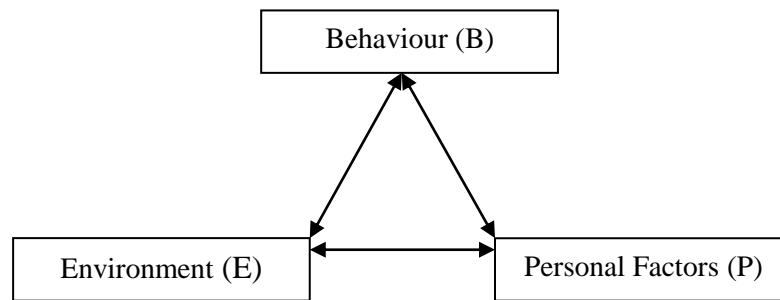 Behaviour (B)
Environment (E)
Personal Factors (P)